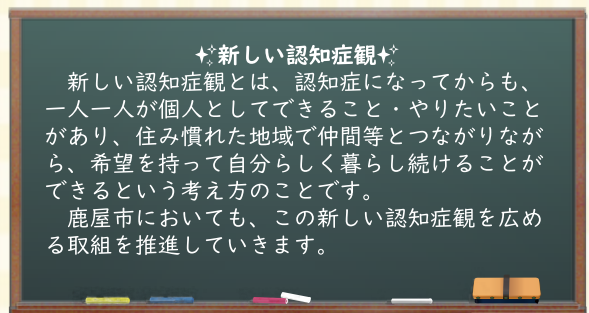 新しい認知症観
　新しい認知症観とは、認知症になってからも、
一人一人が個人としてできること・やりたいこと
があり、住み慣れた地域で仲間等とつながりなが
ら、希望を持って自分らしく暮らし続けることが
できるという考え方のことです。
　鹿屋市においても、この新しい認知症観を広め
る取組を推進していきます。